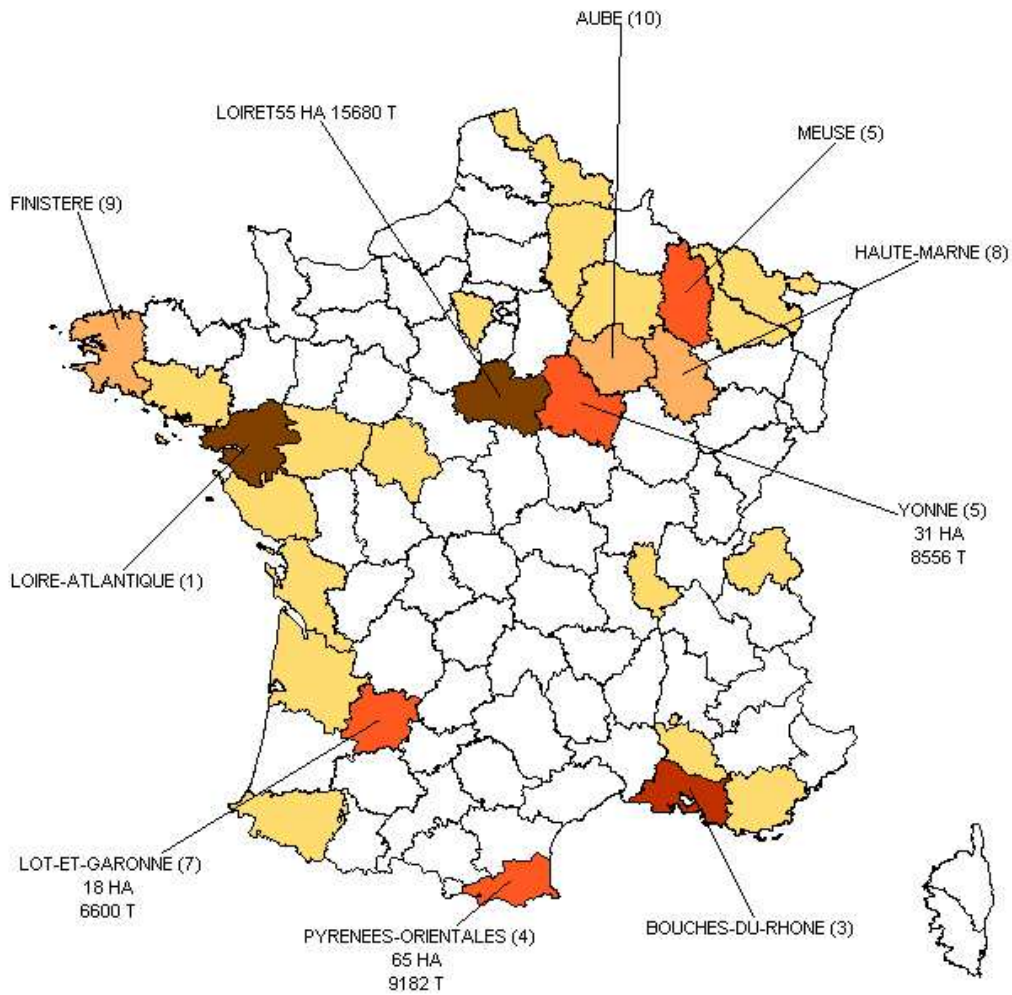 AUBE (10)
LOIRET55 HA 15680 T
MEUSE (5)
FINISTERE (9)
HAUTE-MARNE (8)
YONNE (5)
31 HA
8556 T
LOIRE-ATLANTIQUE (1)
LOT-ET-GARONNE (7)
18 HA
6600 T
PYRENEES-ORIENTALES (4)
65 HA
9182 T
BOUCHES-DU-RHONE (3)